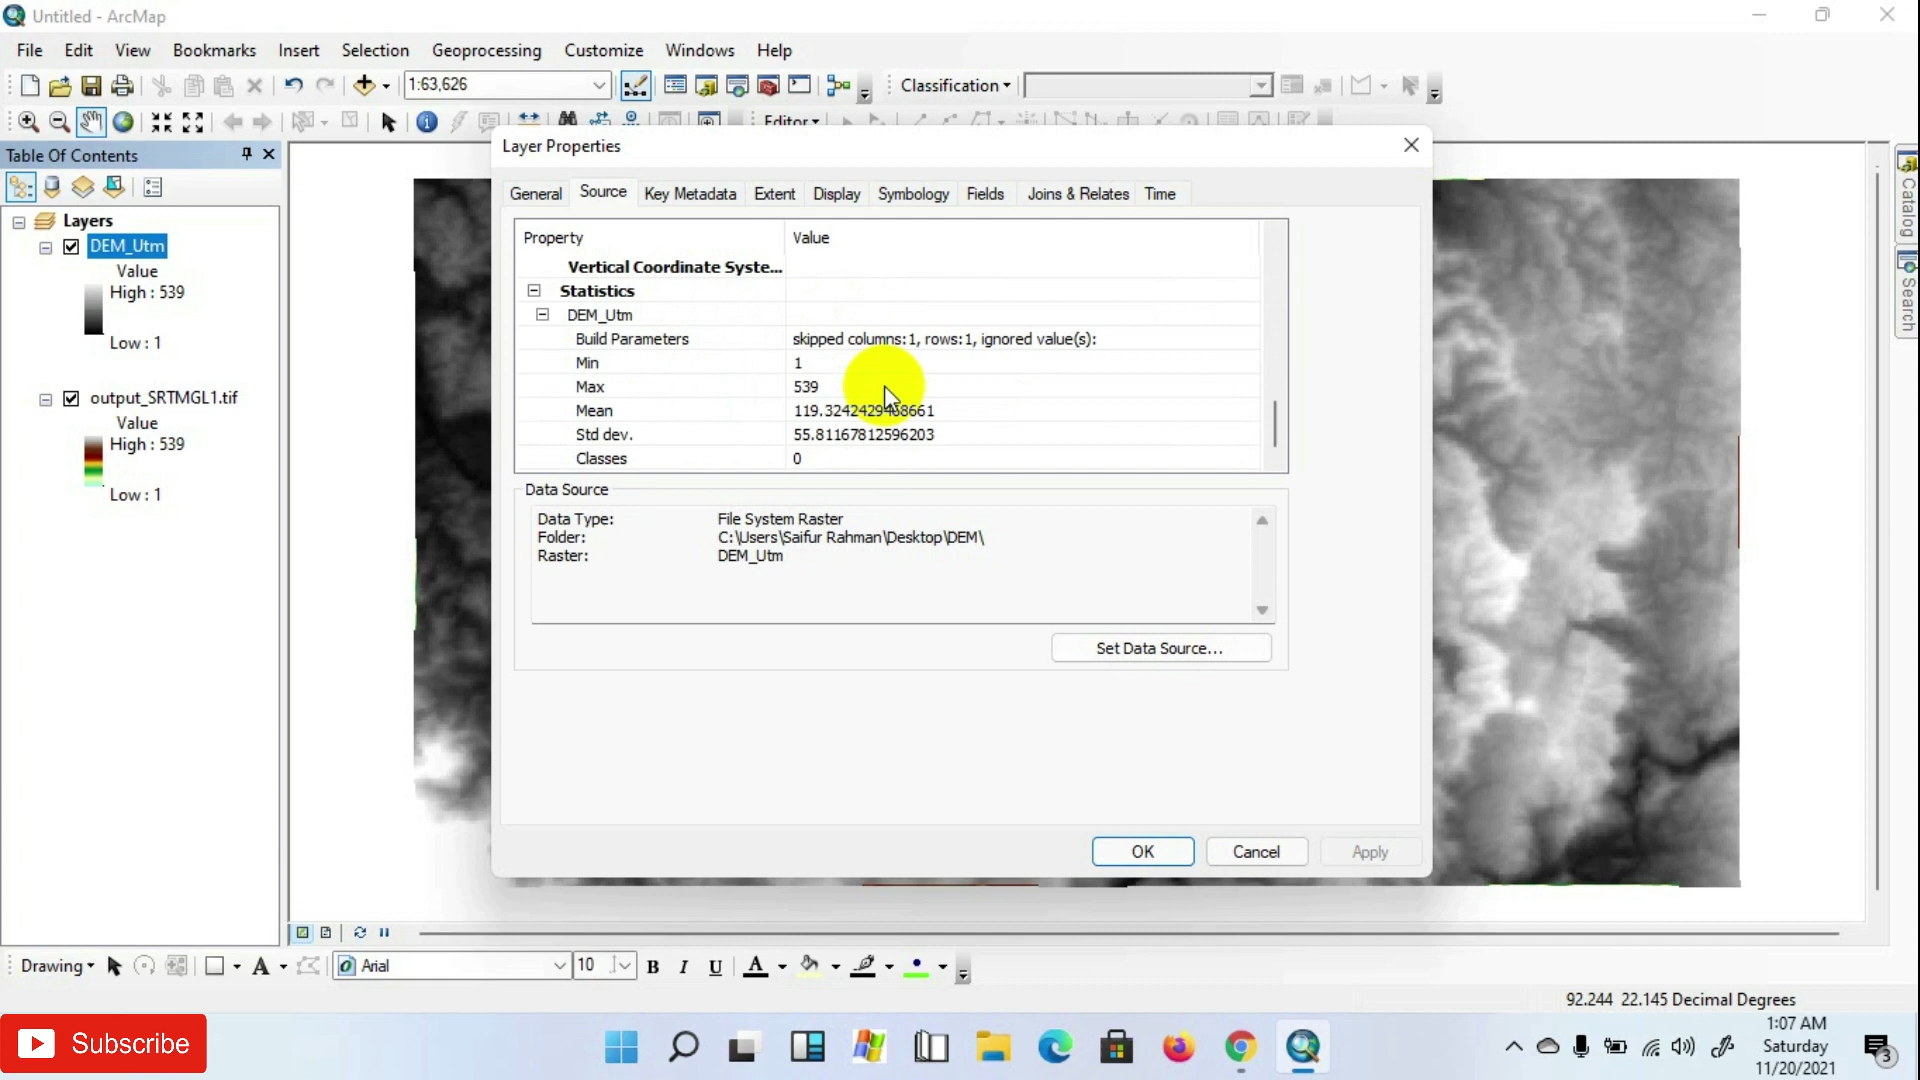 Untitled - ArcMap
File Edit View Bookmarks Insert Selection Geoprocessing Customize Windows Help
1:63,626
Classification
Editor
Table Of Contents
Layers
DEM_Utm
Value
High : 539
Low : 1
output_SRTMGL1.tif
Value
High : 539
Low : 1
Layer Properties
General Source Key Metadata Extent Display Symbology Fields Joins & Relates Time
Property Value
Vertical Coordinate Syste...
Statistics
DEM_Utm
Build Parameters skipped columns:1, rows:1, ignored value(s):
Min 1
Max 539
Mean
Std dev. 55.81167812596203
Classes 0
Data Source
Data Type: File System Raster
Folder: C:\Users\Saifur Rahman\Desktop\DEM\
Raster: DEM_Utm
Set Data Source...
OK Cancel Apply
Catalog
Search
Drawing
Arial
10
B I U A
92.244 22.145 Decimal Degrees
Subscribe
1:07 AM
Saturday
11/20/2021
3